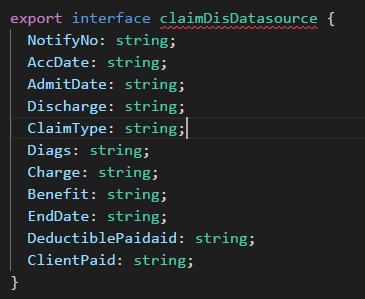 export interface claimDisDatasource {
NotifyNo: string;
AccDate: string;
AdmitDate: string;
Discharge: string;
ClaimType: string;
Diags: string;
Charge: string;
Benefit: string;
EndDate: string;
DeductiblePaidaid: string;
ClientPaid: string;
}